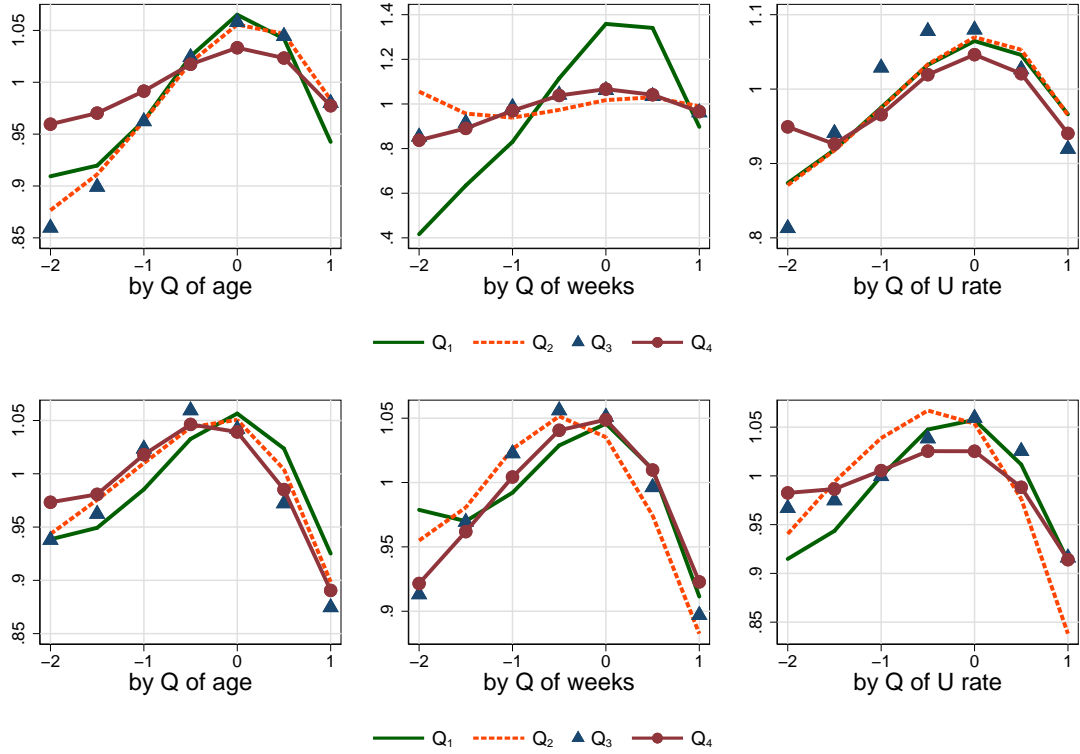 1.05
1
.95
.9
.85
−2 −1 0 1
by Q of age
1.4
1.2
1
.8
.6
.4
−2 −1 0 1
by Q of weeks
1.1
1
.9
.8
−2 −1 0 1
by Q of U rate
Q₁ Q₂ Q₃ Q₄
1.05
1
.95
.9
.85
−2 −1 0 1
by Q of age
1.05
1
.95
.9
−2 −1 0 1
by Q of weeks
1.05
1
.95
.9
.85
−2 −1 0 1
by Q of U rate
Q₁ Q₂ Q₃ Q₄